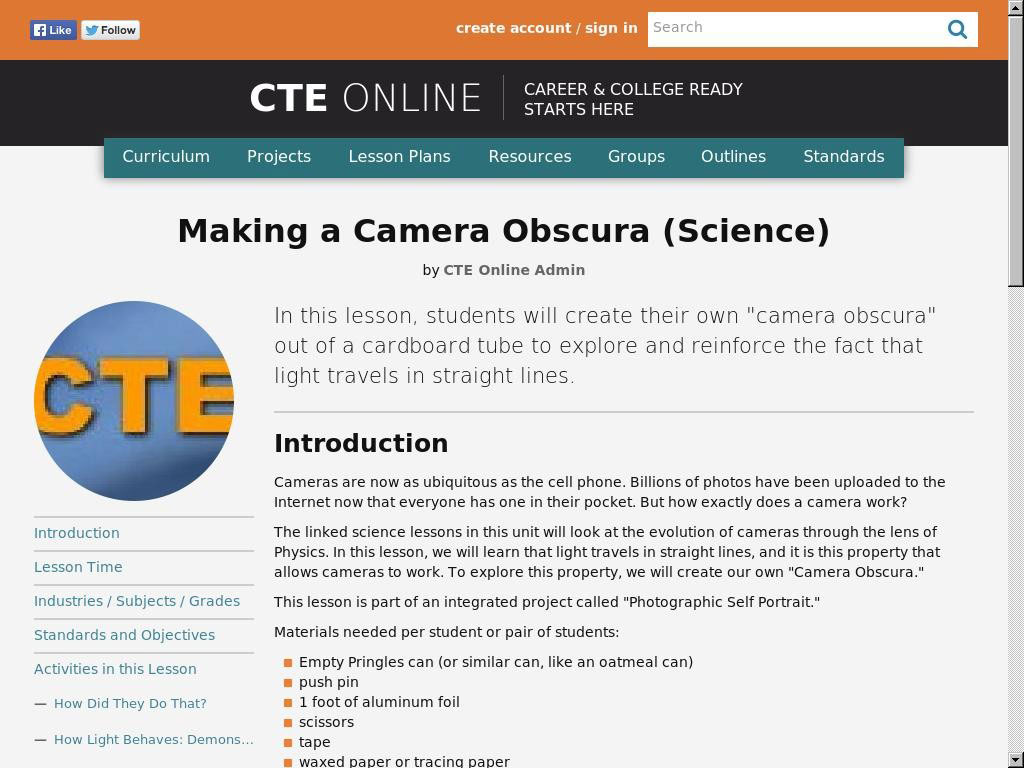 Like
Follow
create account / sign in
Search
CTE ONLINE
CAREER & COLLEGE READY
STARTS HERE
Curriculum
Projects
Lesson Plans
Resources
Groups
Outlines
Standards
Making a Camera Obscura (Science)
by CTE Online Admin
CTE
Introduction
Lesson Time
Industries / Subjects / Grades
Standards and Objectives
Activities in this Lesson
— How Did They Do That?
— How Light Behaves: Demons...
In this lesson, students will create their own "camera obscura"
out of a cardboard tube to explore and reinforce the fact that
light travels in straight lines.
Introduction
Cameras are now as ubiquitous as the cell phone. Billions of photos have been uploaded to the
Internet now that everyone has one in their pocket. But how exactly does a camera work?
The linked science lessons in this unit will look at the evolution of cameras through the lens of
Physics. In this lesson, we will learn that light travels in straight lines, and it is this property that
allows cameras to work. To explore this property, we will create our own "Camera Obscura."
This lesson is part of an integrated project called "Photographic Self Portrait."
Materials needed per student or pair of students:
Empty Pringles can (or similar can, like an oatmeal can)
push pin
1 foot of aluminum foil
scissors
tape
waxed paper or tracing paper